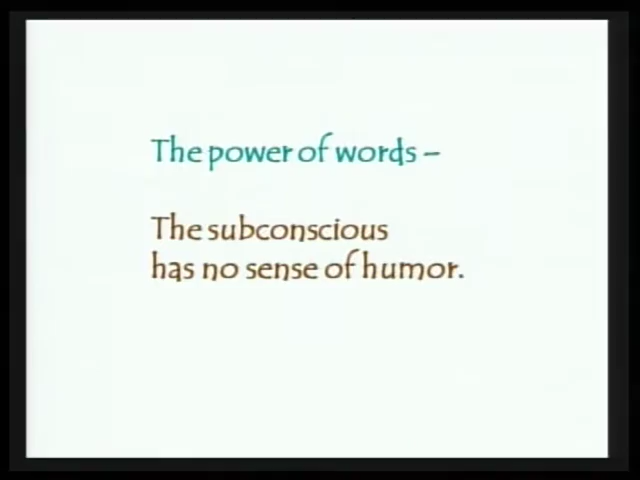 The power of words –
The subconscious
has no sense of humor.